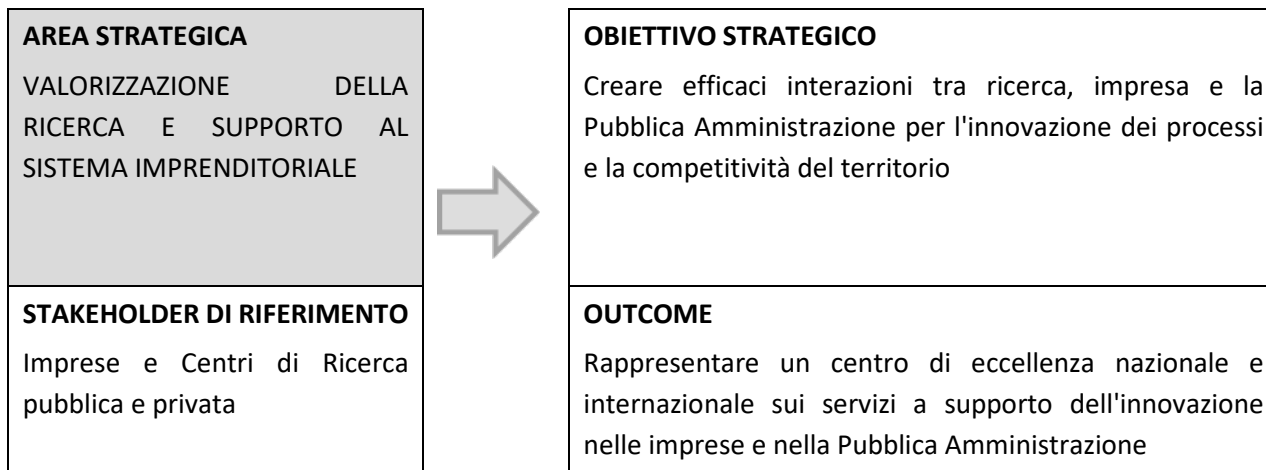 AREA STRATEGICA
VALORIZZAZIONE DELLA
RICERCA E SUPPORTO AL
SISTEMA IMPRENDITORIALE
OBIETTIVO STRATEGICO
Creare efficaci interazioni tra ricerca, impresa e la
Pubblica Amministrazione per l'innovazione dei processi
e la competitività del territorio
STAKEHOLDER DI RIFERIMENTO
Imprese e Centri di Ricerca
pubblica e privata
OUTCOME
Rappresentare un centro di eccellenza nazionale e
internazionale sui servizi a supporto dell'innovazione
nelle imprese e nella Pubblica Amministrazione